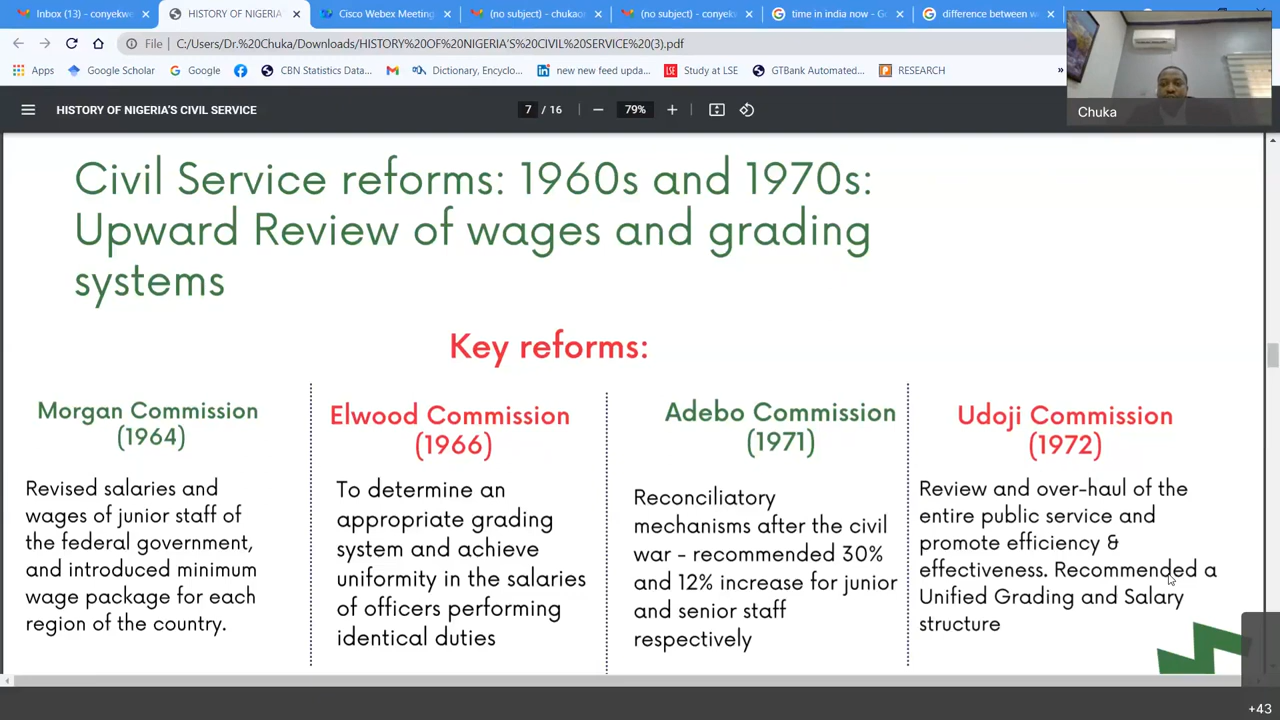 Inbox (13) - conyekw
HISTORY OF NIGERIA
Cisco Webex Meeting
(no subject) - chukao
(no subject) - conyekw
time in india now - G
difference between w
File
C:/Users/Dr.%20Chuka/Downloads/HISTORY%20OF%20NIGERIA'S%20CIVIL%20SERVICE%20(3).pdf
Apps
Google Scholar
Google
CBN Statistics Data...
Dictionary, Encyclo...
new new feed upda...
Study at LSE
GTBank Automated...
RESEARCH
»
Chuka
HISTORY OF NIGERIA'S CIVIL SERVICE
7 / 16
79%
Civil Service reforms: 1960s and 1970s:
Upward Review of wages and grading
systems
Key reforms:
Morgan Commission
(1964)
Revised salaries and
wages of junior staff of
the federal government,
and introduced minimum
wage package for each
region of the country.
Elwood Commission
(1966)
To determine an
appropriate grading
system and achieve
uniformity in the salaries
of officers performing
identical duties
Adebo Commission
(1971)
Reconciliatory
mechanisms after the civil
war - recommended 30%
and 12% increase for junior
and senior staff
respectively
Udoji Commission
(1972)
Review and over-haul of the
entire public service and
promote efficiency &
effectiveness. Recommended a
Unified Grading and Salary
structure
+43